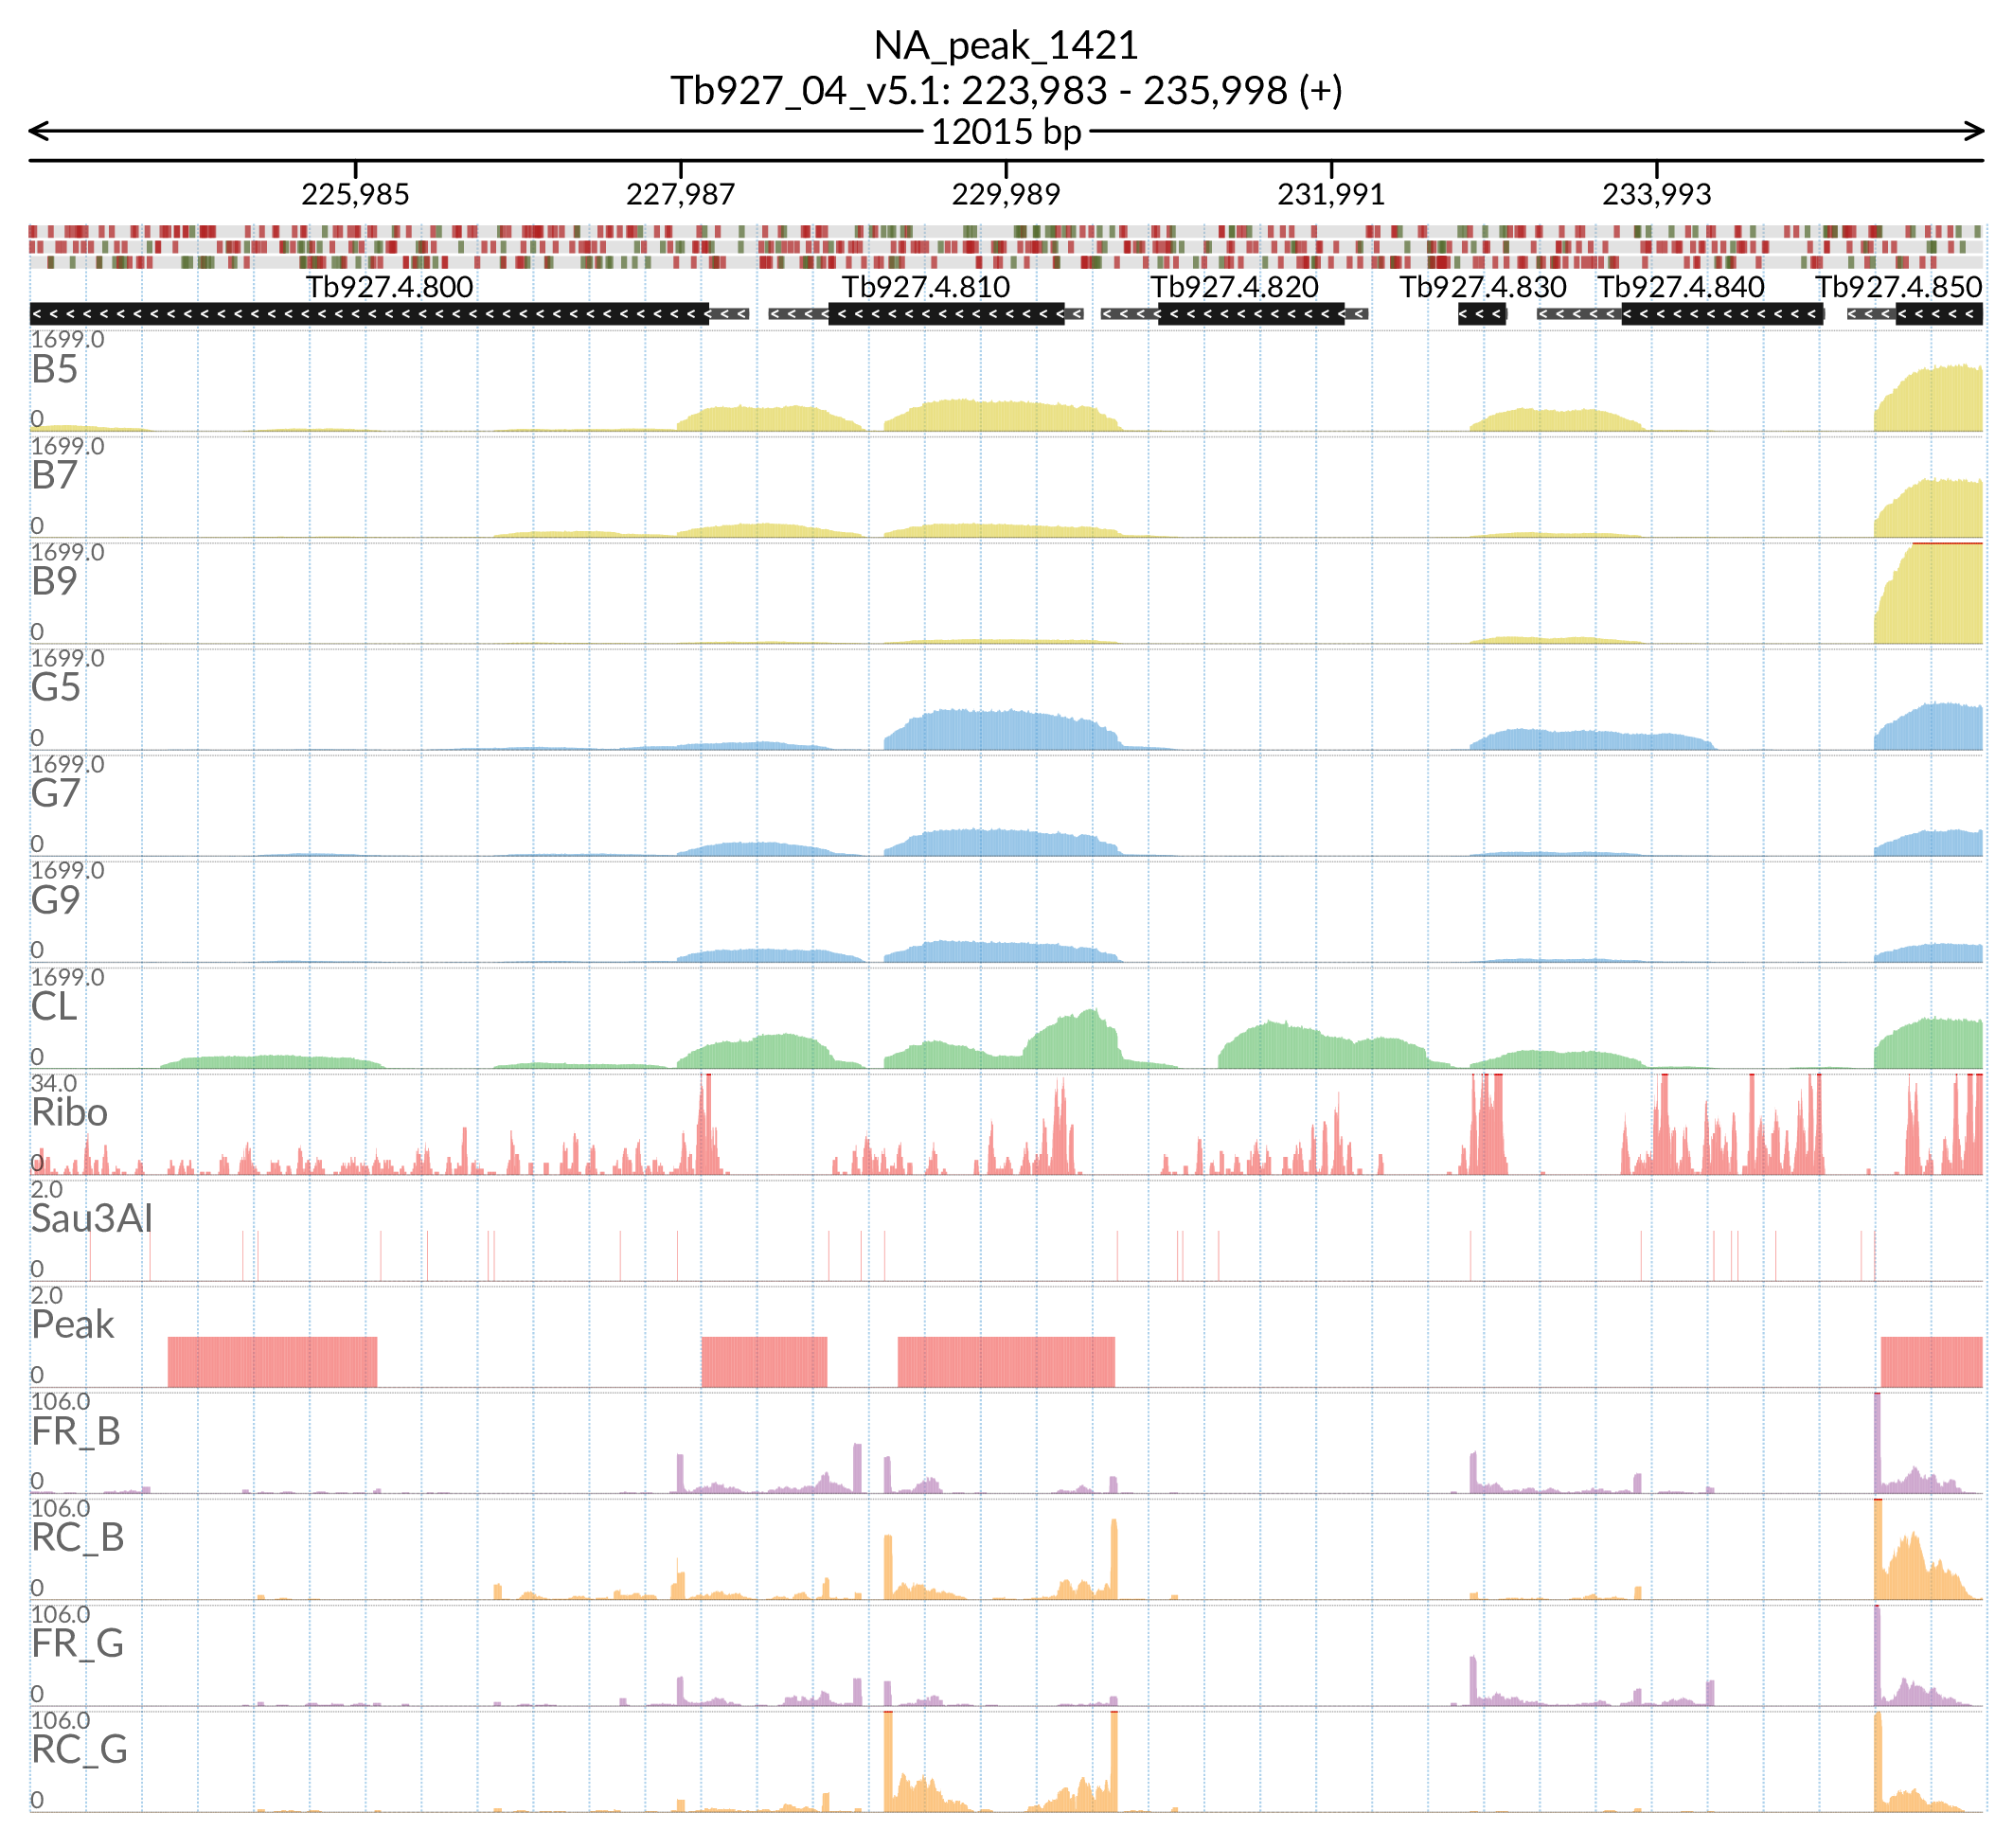 NA_peak_1421
Tb927_04_v5.1: 223,983 - 235,998 (+)
12015 bp
225,985 227,987 229,989 231,991 233,993
Tb927.4.800 Tb927.4.810 Tb927.4.820 Tb927.4.830 Tb927.4.840 Tb927.4.850
1699.0
B5
0
1699.0
B7
0
1699.0
B9
0
1699.0
G5
0
1699.0
G7
0
1699.0
G9
0
1699.0
CL
0
34.0
Ribo
0
2.0
Sau3AI
0
2.0
Peak
0
106.0
FR_B
0
106.0
RC_B
0
106.0
FR_G
0
106.0
RC_G
0